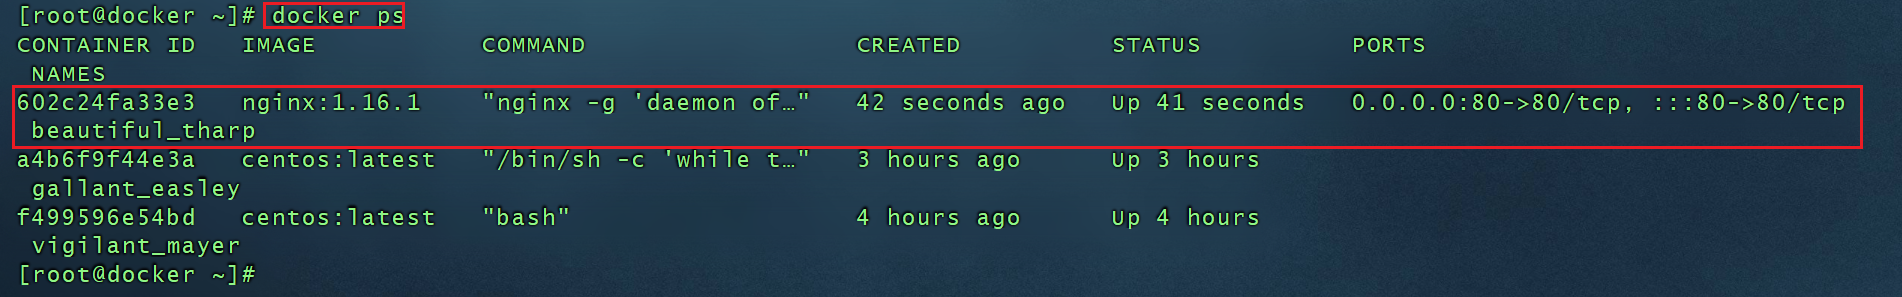 [root@docker ~]# docker ps
CONTAINER ID   IMAGE           COMMAND                  CREATED          STATUS          PORTS
 NAMES
602c24fa33e3   nginx:1.16.1    "nginx -g 'daemon of…"   42 seconds ago   Up 41 seconds   0.0.0.0:80->80/tcp, :::80->80/tcp
 beautiful_tharp
a4b6f9f44e3a   centos:latest   "/bin/sh -c 'while t…"   3 hours ago      Up 3 hours
 gallant_easley
f499596e54bd   centos:latest   "bash"                   4 hours ago      Up 4 hours
 vigilant_mayer
[root@docker ~]#